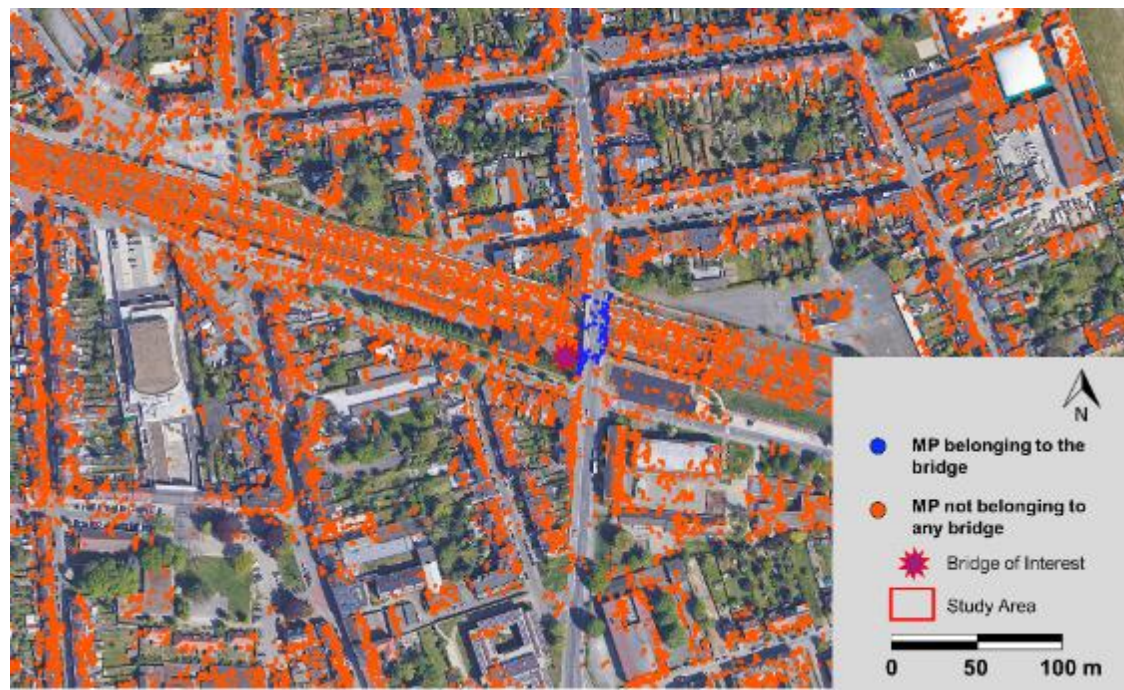 N
MP belonging to the
bridge
MP not belonging to
any bridge
Bridge of Interest
Study Area
0 50 100 m